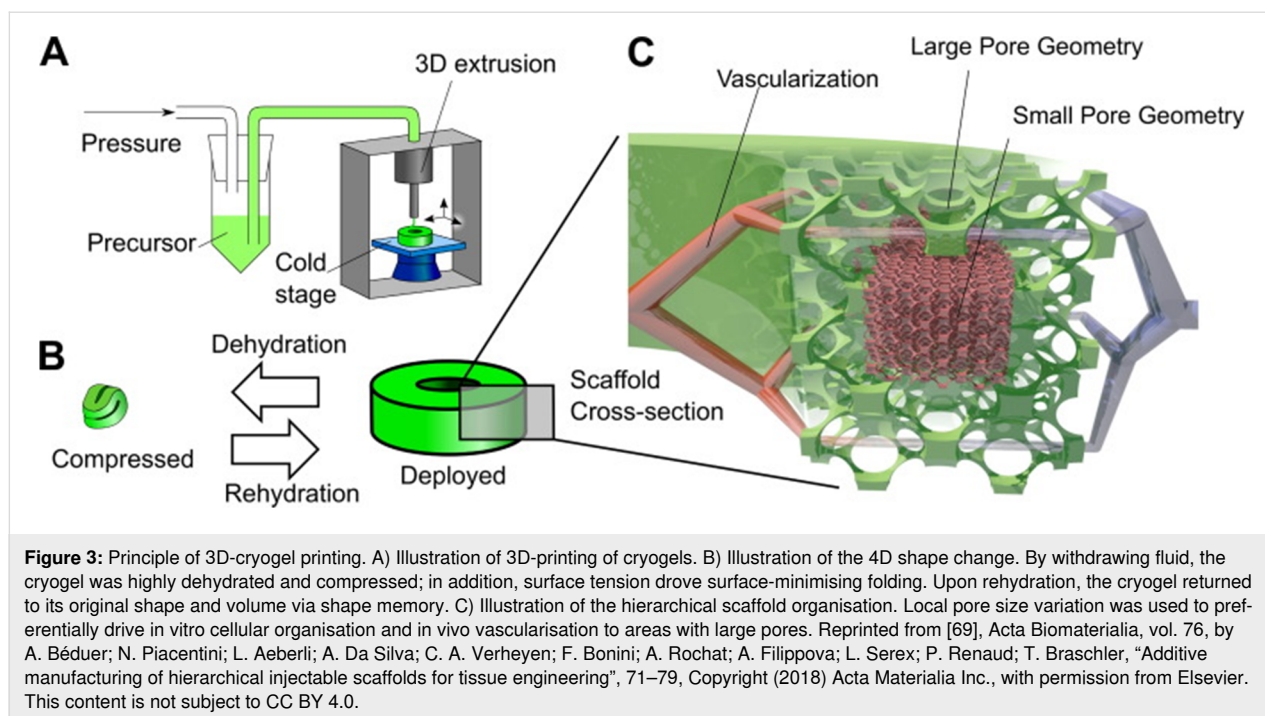 A
3D extrusion
Pressure
Precursor
Cold
stage
B
Dehydration
Compressed
Rehydration
Deployed
Scaffold
Cross-section
C
Large Pore Geometry
Vascularization
Small Pore Geometry
Figure 3: Principle of 3D-cryogel printing. A) Illustration of 3D-printing of cryogels. B) Illustration of the 4D shape change. By withdrawing fluid, the
cryogel was highly dehydrated and compressed; in addition, surface tension drove surface-minimising folding. Upon rehydration, the cryogel returned
to its original shape and volume via shape memory. C) Illustration of the hierarchical scaffold organisation. Local pore size variation was used to pref-
erentially drive in vitro cellular organisation and in vivo vascularisation to areas with large pores. Reprinted from [69], Acta Biomaterialia, vol. 76, by
A. Béduer; N. Piacentini; L. Aeberli; A. Da Silva; C. A. Verheyen; F. Bonini; A. Rochat; A. Filippova; L. Serex; P. Renaud; T. Braschler, “Additive
manufacturing of hierarchical injectable scaffolds for tissue engineering”, 71–79, Copyright (2018) Acta Materialia Inc., with permission from Elsevier.
This content is not subject to CC BY 4.0.